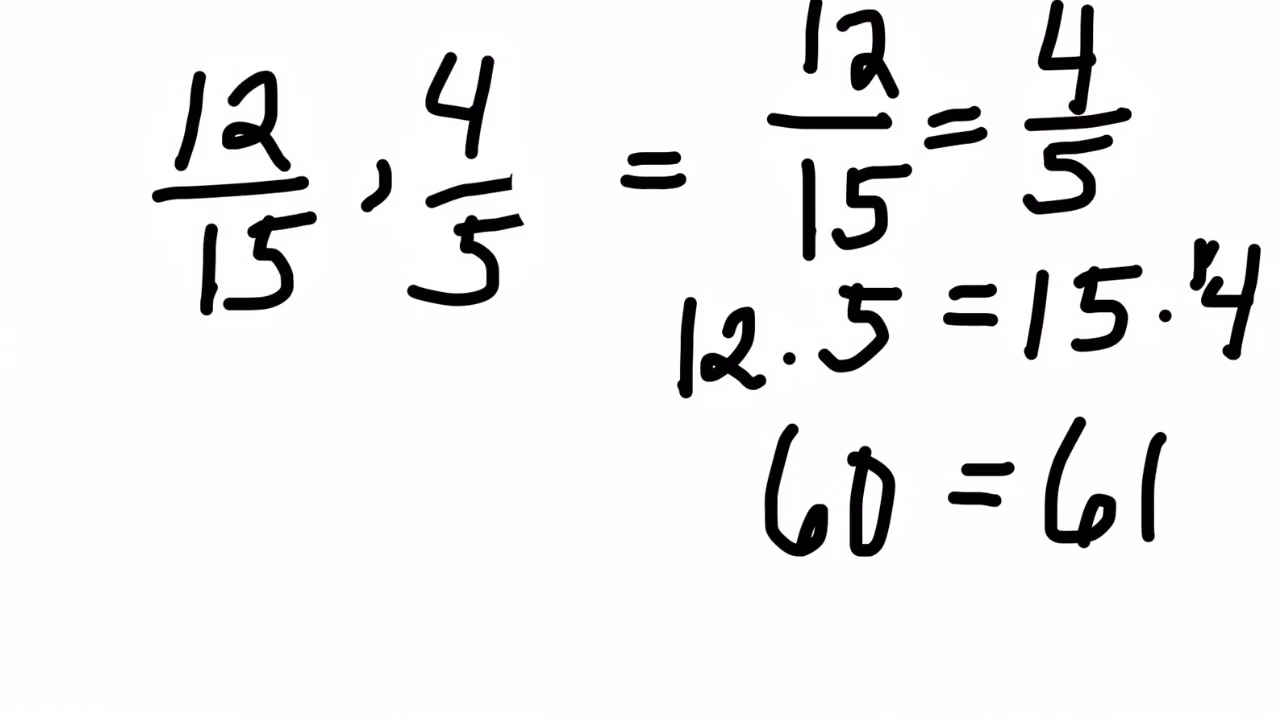 12/15 , 4/5 = 12/15 = 4/5
12 · 5 = 15 · 4
60 = 61